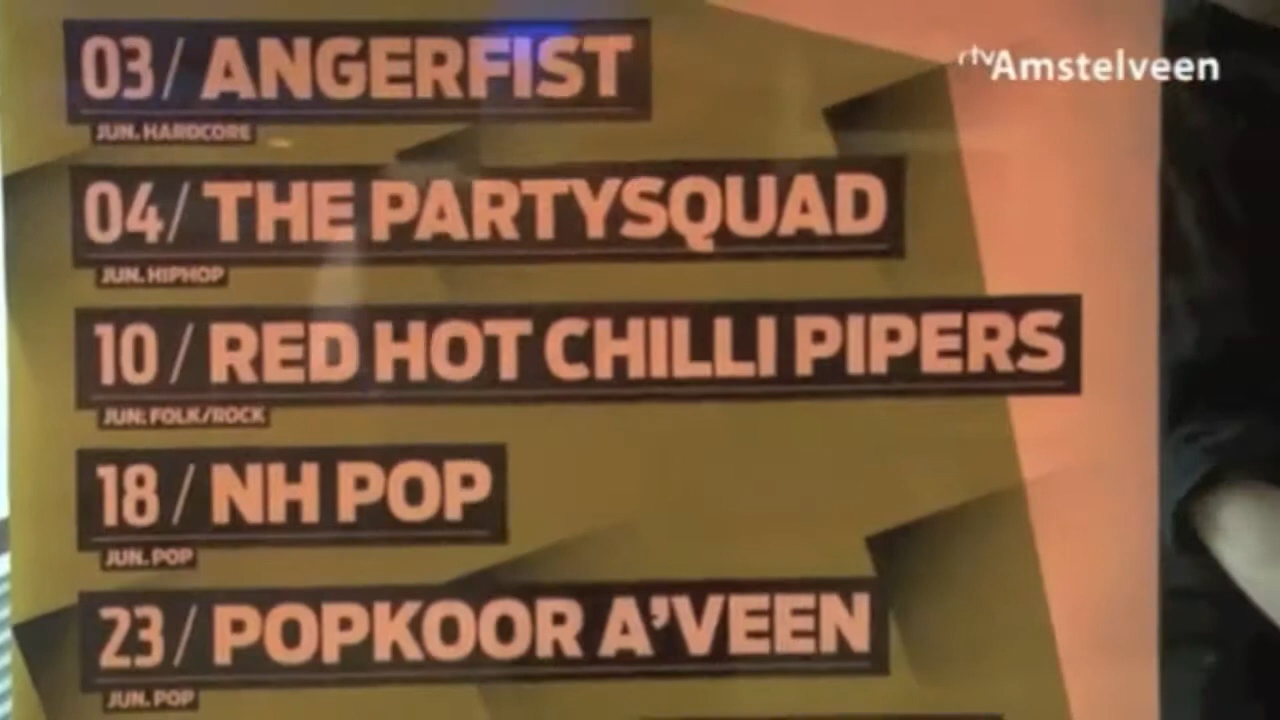 rtvAmstelveen
03/ ANGERFIST
JUN. HARDCORE
04/ THE PARTYSQUAD
JUN. HIPHOP
10/ RED HOT CHILLI PIPERS
JUN. FOLK/ROCK
18/ NH POP
JUN. POP
23/ POPKOOR A'VEEN
JUN. POP